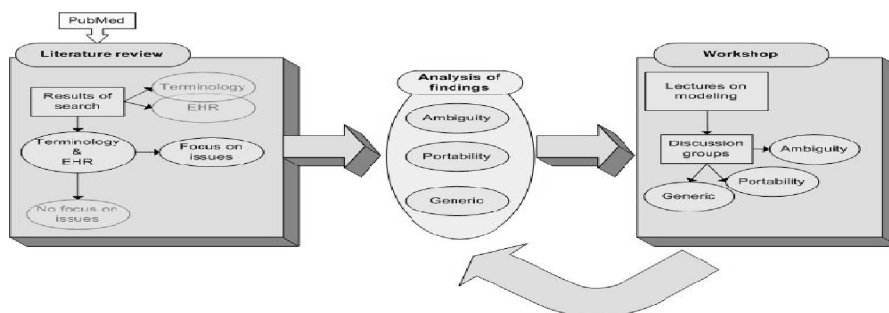 PubMed
Literature review
Results of
search
Terminology
EHR
Terminology
&
EHR
Focus on
issues
No focus on
issues
Analysis of
findings
Ambiguity
Portability
Generic
Workshop
Lectures on
modeling
Discussion
groups
Ambiguity
Portability
Generic